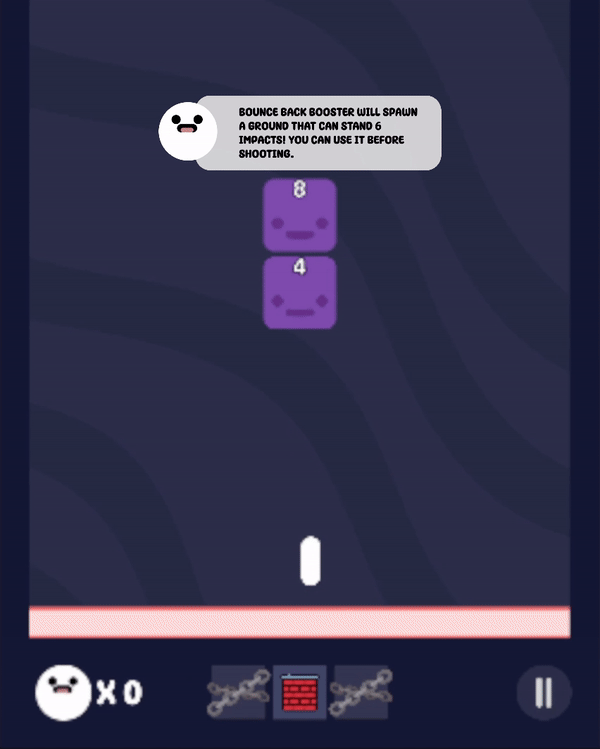 BOUNCE BACK BOOSTER WILL SPAWN
A GROUND THAT CAN STAND 6
IMPACTS! YOU CAN USE IT BEFORE
SHOOTING.
8
4
X 0